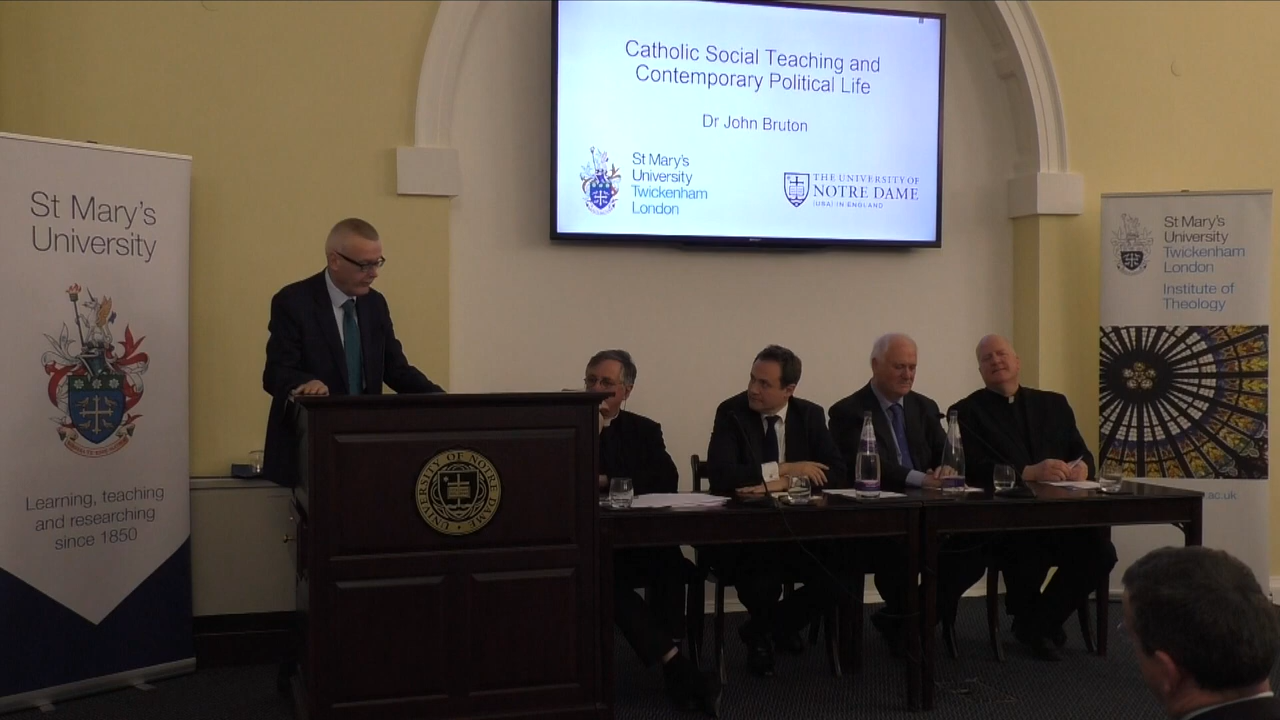 St Mary's
University
Learning, teaching
and researching
since 1850
Catholic Social Teaching and
Contemporary Political Life
Dr John Bruton
St Mary's
University
Twickenham
London
THE UNIVERSITY OF
NOTRE DAME
(USA) IN ENGLAND
UNIVERSITY OF NOTRE DAME
St Mary's
University
Twickenham
London
Institute of
Theology
.ac.uk